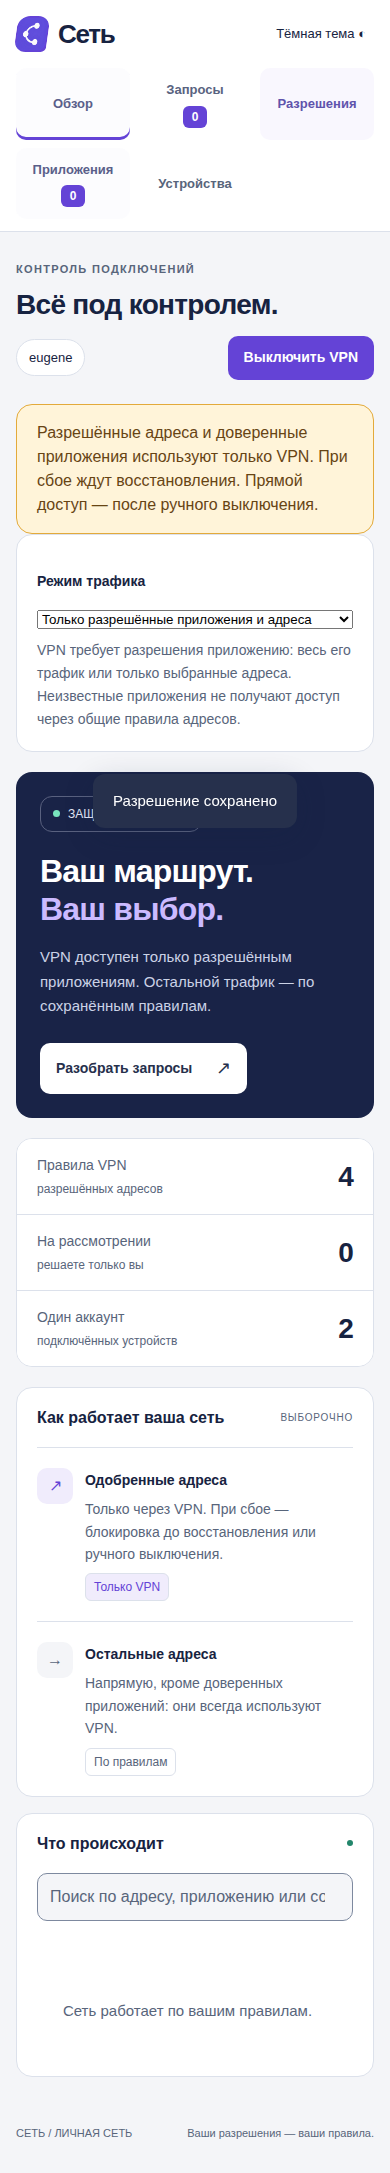 Сеть
Тёмная тема
Обзор
Запросы
0
Разрешения
Приложения
0
Устройства
КОНТРОЛЬ ПОДКЛЮЧЕНИЙ
Всё под контролем.
eugene
Выключить VPN
Разрешённые адреса и доверенные
приложения используют только VPN. При
сбое ждут восстановления. Прямой
доступ — после ручного выключения.
Режим трафика
Только разрешённые приложения и адреса
VPN требует разрешения приложению: весь его
трафик или только выбранные адреса.
Неизвестные приложения не получают доступ
через общие правила адресов.
ЗАЩ
Разрешение сохранено
Ваш маршрут.
Ваш выбор.
VPN доступен только разрешённым
приложениям. Остальной трафик — по
сохранённым правилам.
Разобрать запросы ↗
Правила VPN
разрешённых адресов
4
На рассмотрении
решаете только вы
0
Один аккаунт
подключённых устройств
2
Как работает ваша сеть
ВЫБОРОЧНО
↗
Одобренные адреса
Только через VPN. При сбое —
блокировка до восстановления или
ручного выключения.
Только VPN
→
Остальные адреса
Напрямую, кроме доверенных
приложений: они всегда используют
VPN.
По правилам
Что происходит
Поиск по адресу, приложению или со
Сеть работает по вашим правилам.
СЕТЬ / ЛИЧНАЯ СЕТЬ
Ваши разрешения — ваши правила.